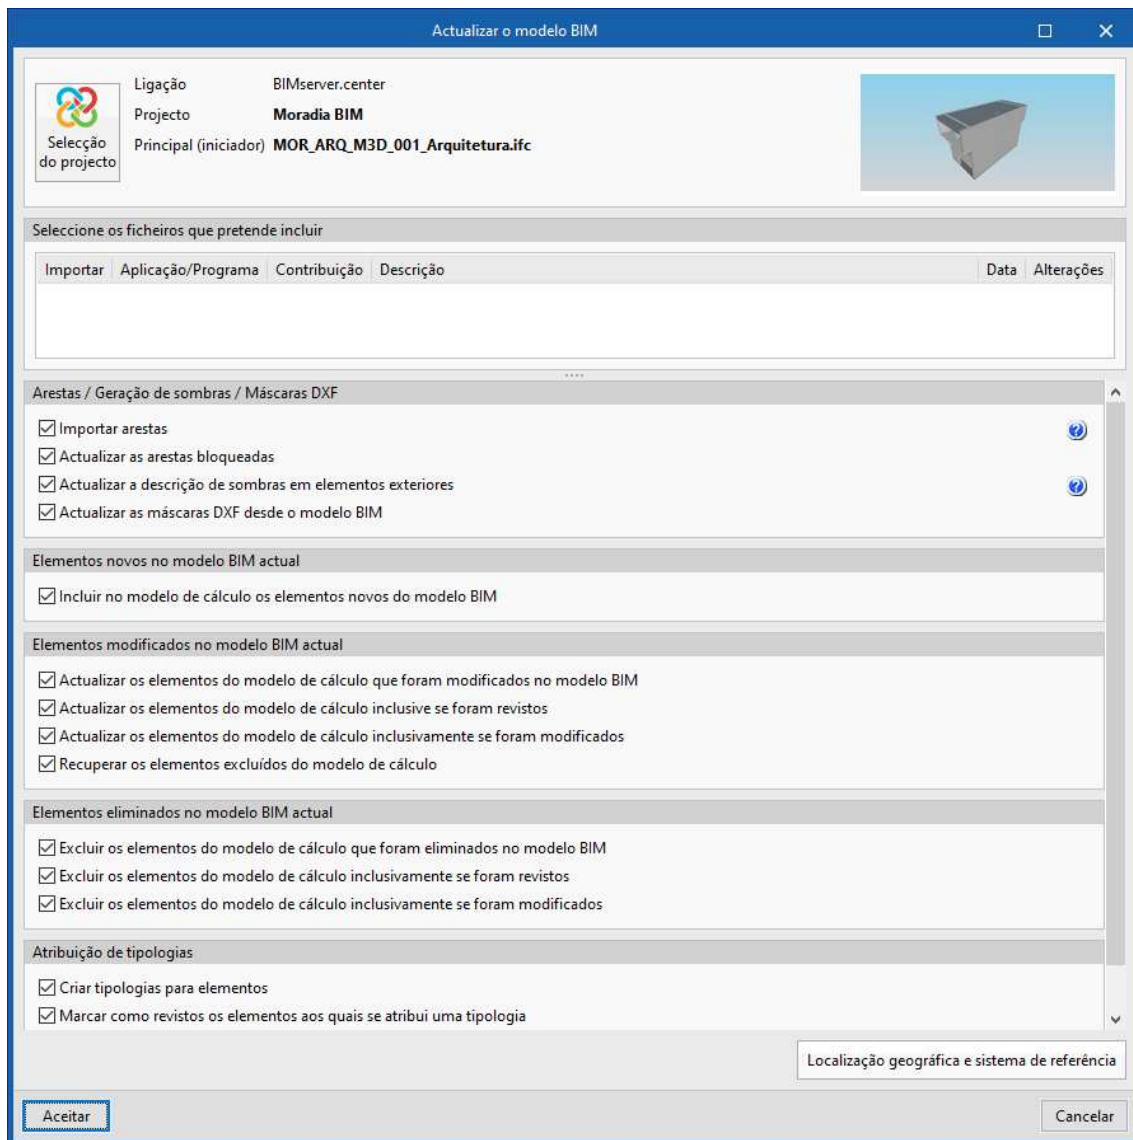 Actualizar o modelo BIM
Selecção
do projecto
Ligação BIMserver.center
Projecto Moradia BIM
Principal (iniciador) MOR_ARQ_M3D_001_Arquitetura.ifc
Seleccione os ficheiros que pretende incluir
Importar Aplicação/Programa Contribuição Descrição Data Alterações
Arestas / Geração de sombras / Máscaras DXF
Importar arestas
Actualizar as arestas bloqueadas
Actualizar a descrição de sombras em elementos exteriores
Actualizar as máscaras DXF desde o modelo BIM
Elementos novos no modelo BIM actual
Incluir no modelo de cálculo os elementos novos do modelo BIM
Elementos modificados no modelo BIM actual
Actualizar os elementos do modelo de cálculo que foram modificados no modelo BIM
Actualizar os elementos do modelo de cálculo inclusive se foram revistos
Actualizar os elementos do modelo de cálculo inclusivamente se foram modificados
Recuperar os elementos excluídos do modelo de cálculo
Elementos eliminados no modelo BIM actual
Excluir os elementos do modelo de cálculo que foram eliminados no modelo BIM
Excluir os elementos do modelo de cálculo inclusivamente se foram revistos
Excluir os elementos do modelo de cálculo inclusivamente se foram modificados
Atribuição de tipologias
Criar tipologias para elementos
Marcar como revistos os elementos aos quais se atribui uma tipologia
Localização geográfica e sistema de referência
Aceitar Cancelar